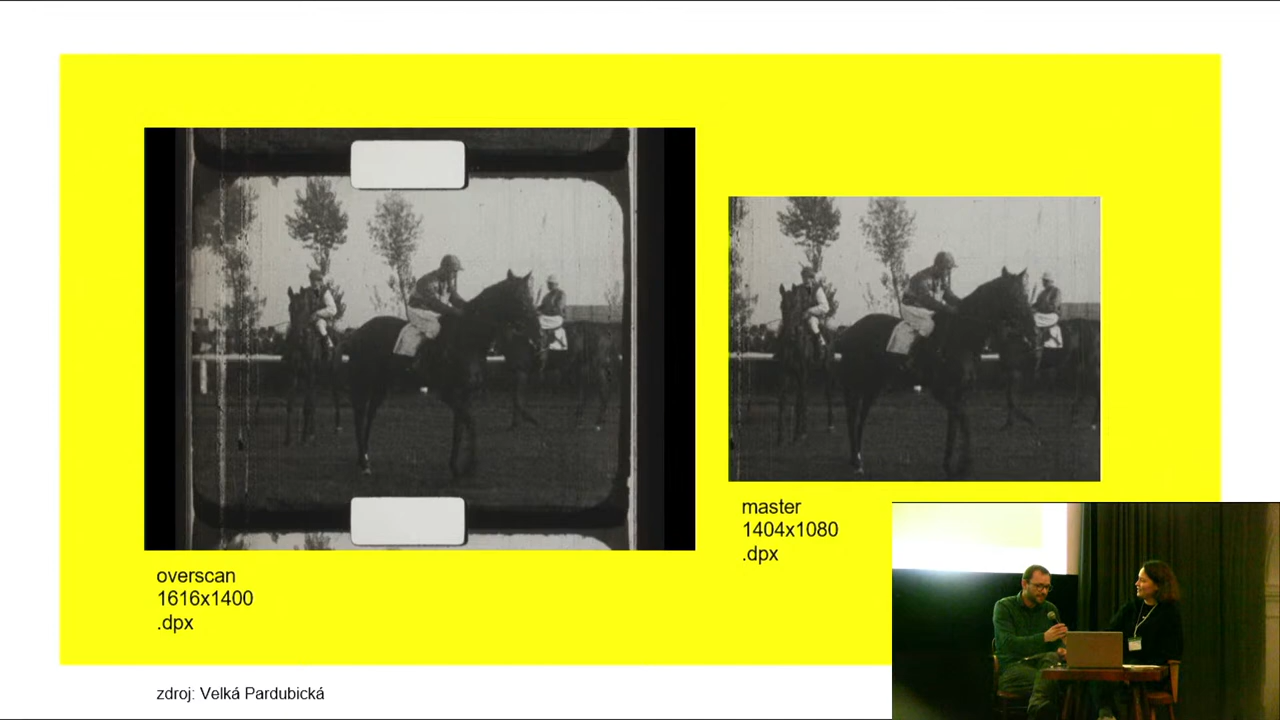 overscan
1616x1400
.dpx
master
1404x1080
.dpx
zdroj: Velká Pardubická